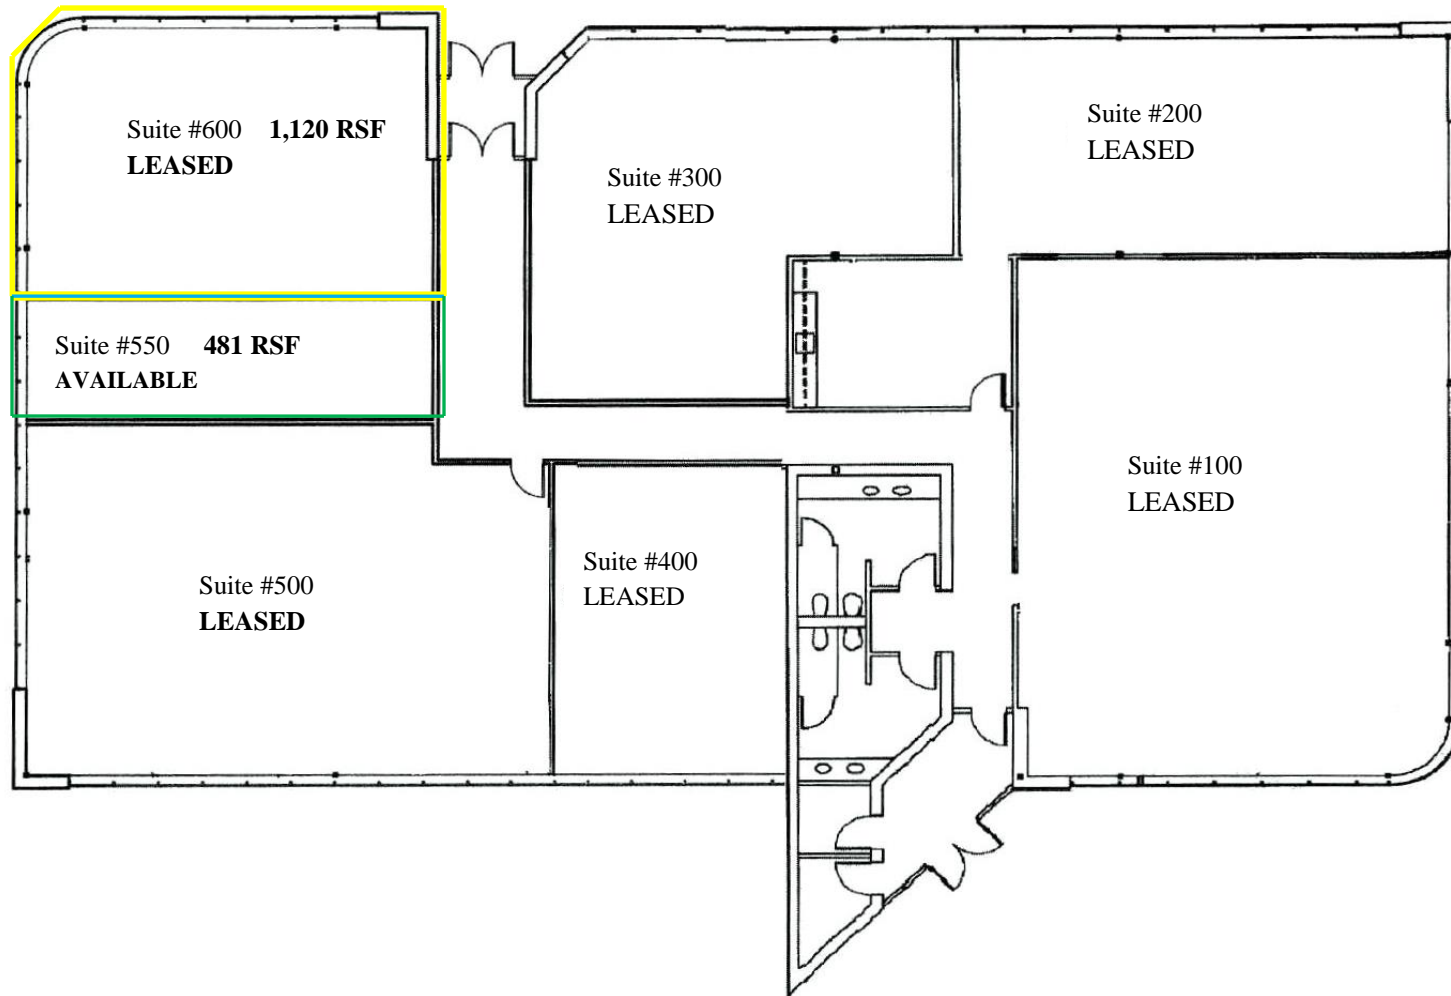 Suite #600 1,120 RSF
LEASED
Suite #300
LEASED
Suite #200
LEASED
Suite #550 481 RSF
AVAILABLE
Suite #100
LEASED
Suite #500
LEASED
Suite #400
LEASED